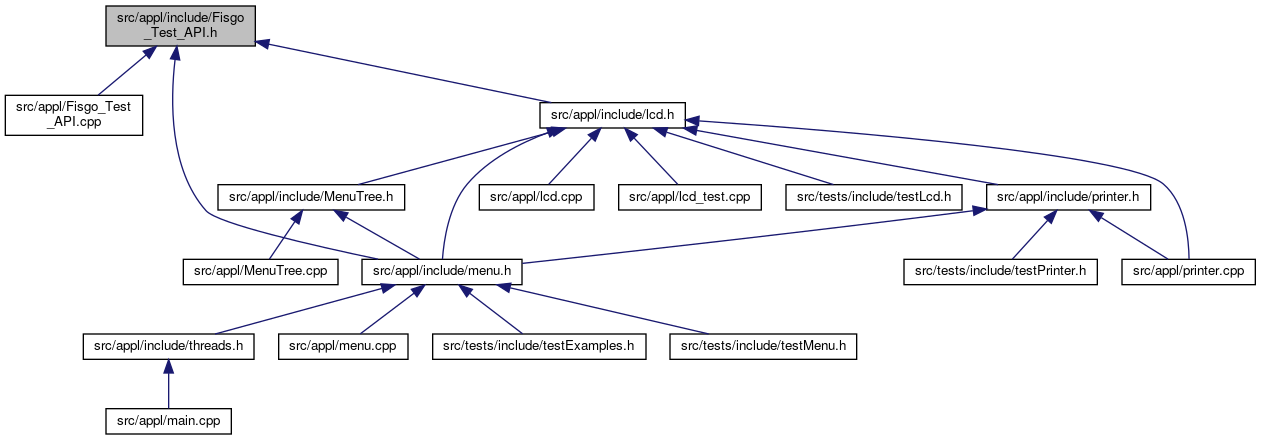 src/appl/include/Fisgo
_Test_API.h
src/appl/Fisgo_Test
_API.cpp
src/appl/include/lcd.h
src/appl/include/MenuTree.h
src/appl/lcd.cpp
src/appl/lcd_test.cpp
src/tests/include/testLcd.h
src/appl/include/printer.h
src/appl/MenuTree.cpp
src/appl/include/menu.h
src/tests/include/testPrinter.h
src/appl/printer.cpp
src/appl/include/threads.h
src/appl/menu.cpp
src/tests/include/testExamples.h
src/tests/include/testMenu.h
src/appl/main.cpp